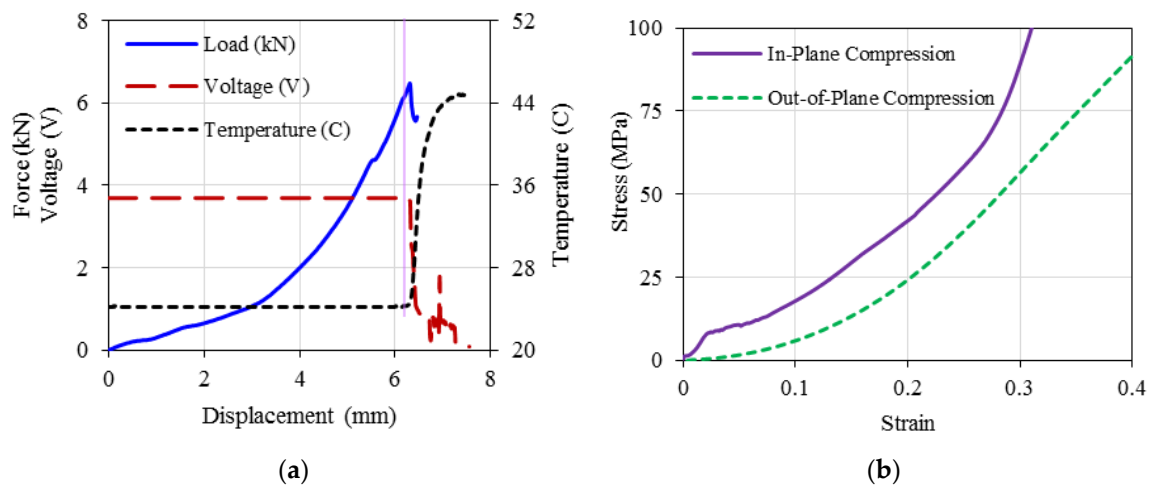 8
6
4
2
0
Force (kN)
Voltage (V)
Load (kN)
Voltage (V)
Temperature (C)
52
44
36
28
20
Temperature (C)
0
2
4
6
8
Displacement (mm)
(a)
100
75
50
25
0
Stress (MPa)
In-Plane Compression
Out-of-Plane Compression
0
0.1
0.2
0.3
0.4
Strain
(b)